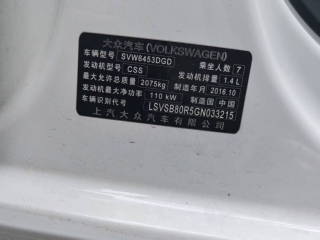 大众汽车(VOLKSWAGEN)
车辆型号 SVW6453DGD 乘坐人数 7
发动机型号 CSS 发动机排量 1.4 L
最大允许总质量 2075kg 制造年月 2016.10
发动机最大净功率 110 kW 制造国 中国
车辆识别代号 LSVSB80R5GN033215
上汽大众汽车有限公司